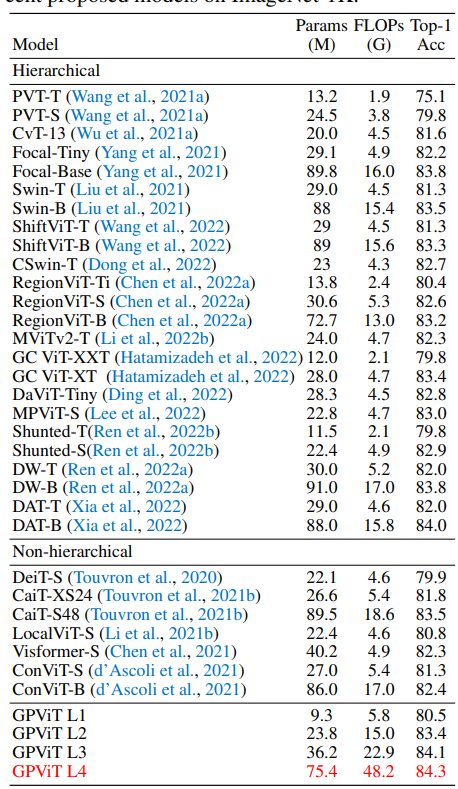 Params FLOPs Top-1
Model (M) (G) Acc
Hierarchical
PVT-T (Wang et al., 2021a) 13.2 1.9 75.1
PVT-S (Wang et al., 2021a) 24.5 3.8 79.8
CvT-13 (Wu et al., 2021a) 20.0 4.5 81.6
Focal-Tiny (Yang et al., 2021) 29.1 4.9 82.2
Focal-Base (Yang et al., 2021) 89.8 16.0 83.8
Swin-T (Liu et al., 2021) 29.0 4.5 81.3
Swin-B (Liu et al., 2021) 88 15.4 83.5
ShiftViT-T (Wang et al., 2022) 29 4.5 81.3
ShiftViT-B (Wang et al., 2022) 89 15.6 83.3
CSwin-T (Dong et al., 2022) 23 4.3 82.7
RegionViT-Ti (Chen et al., 2022a) 13.8 2.4 80.4
RegionViT-S (Chen et al., 2022a) 30.6 5.3 82.6
RegionViT-B (Chen et al., 2022a) 72.7 13.0 83.2
MViTv2-T (Li et al., 2022b) 24.0 4.7 82.3
GC ViT-XXT (Hatamizadeh et al., 2022) 12.0 2.1 79.8
GC ViT-XT (Hatamizadeh et al., 2022) 28.0 4.7 83.4
DaViT-Tiny (Ding et al., 2022) 28.3 4.5 82.8
MPViT-S (Lee et al., 2022) 22.8 4.7 83.0
Shunted-T(Ren et al., 2022b) 11.5 2.1 79.8
Shunted-S(Ren et al., 2022b) 22.4 4.9 82.9
DW-T (Ren et al., 2022a) 30.0 5.2 82.0
DW-B (Ren et al., 2022a) 91.0 17.0 83.8
DAT-T (Xia et al., 2022) 29.0 4.6 82.0
DAT-B (Xia et al., 2022) 88.0 15.8 84.0
Non-hierarchical
DeiT-S (Touvron et al., 2020) 22.1 4.6 79.9
CaiT-XS24 (Touvron et al., 2021b) 26.6 5.4 81.8
CaiT-S48 (Touvron et al., 2021b) 89.5 18.6 83.5
LocalViT-S (Li et al., 2021b) 22.4 4.6 80.8
Visformer-S (Chen et al., 2021) 40.2 4.9 82.3
ConViT-S (d'Ascoli et al., 2021) 27.0 5.4 81.3
ConViT-B (d'Ascoli et al., 2021) 86.0 17.0 82.4
GPViT L1 9.3 5.8 80.5
GPViT L2 23.8 15.0 83.4
GPViT L3 36.2 22.9 84.1
GPViT L4 75.4 48.2 84.3